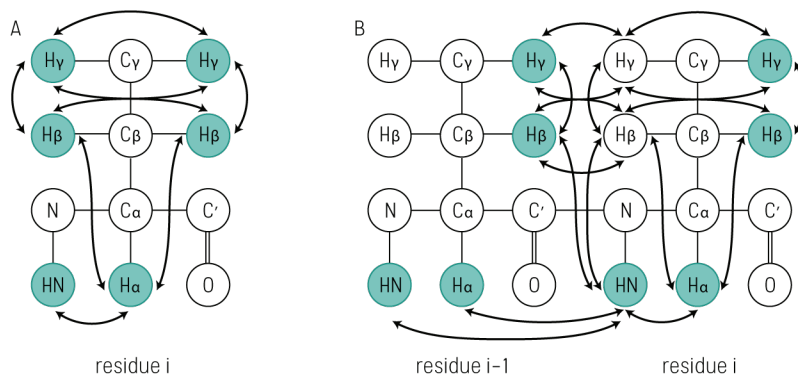 A
B
Hγ Cγ Hγ
Hγ Cγ Hγ Hγ Cγ Hγ
Hβ Cβ Hβ
Hβ Cβ Hβ Hβ Cβ Hβ
N Cα C′
N Cα C′ N Cα C′
HN Hα O
HN Hα O HN Hα O
residue i
residue i-1
residue i